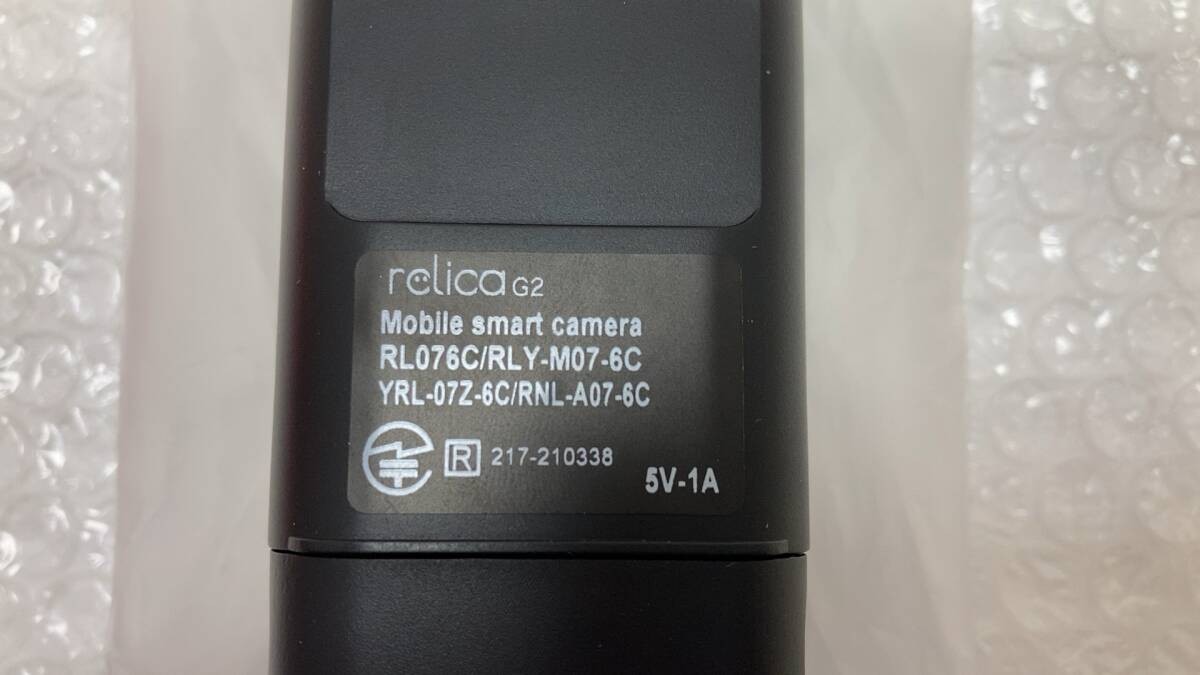 relica G2
Mobile smart camera
RL076C/RLY-M07-6C
YRL-07Z-6C/RNL-A07-6C
R 217-210338
5V-1A